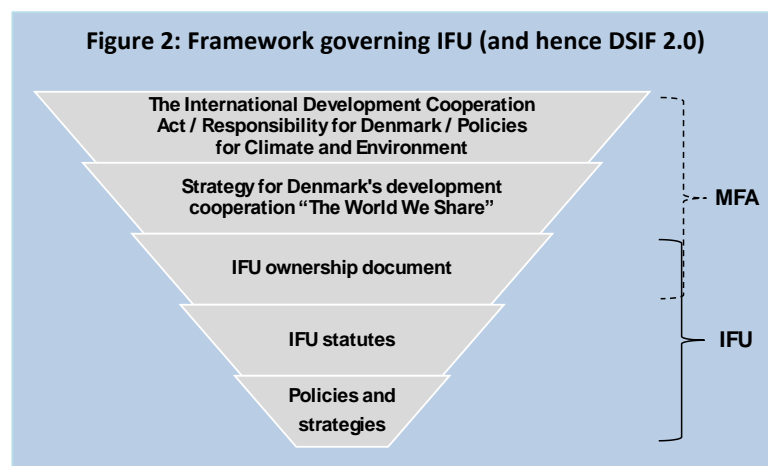 Figure 2: Framework governing IFU (and hence DSIF 2.0)
The International Development Cooperation
Act / Responsibility for Denmark / Policies
for Climate and Environment
Strategy for Denmark's development
cooperation “The World We Share”
MFA
IFU ownership document
IFU statutes
IFU
Policies and
strategies